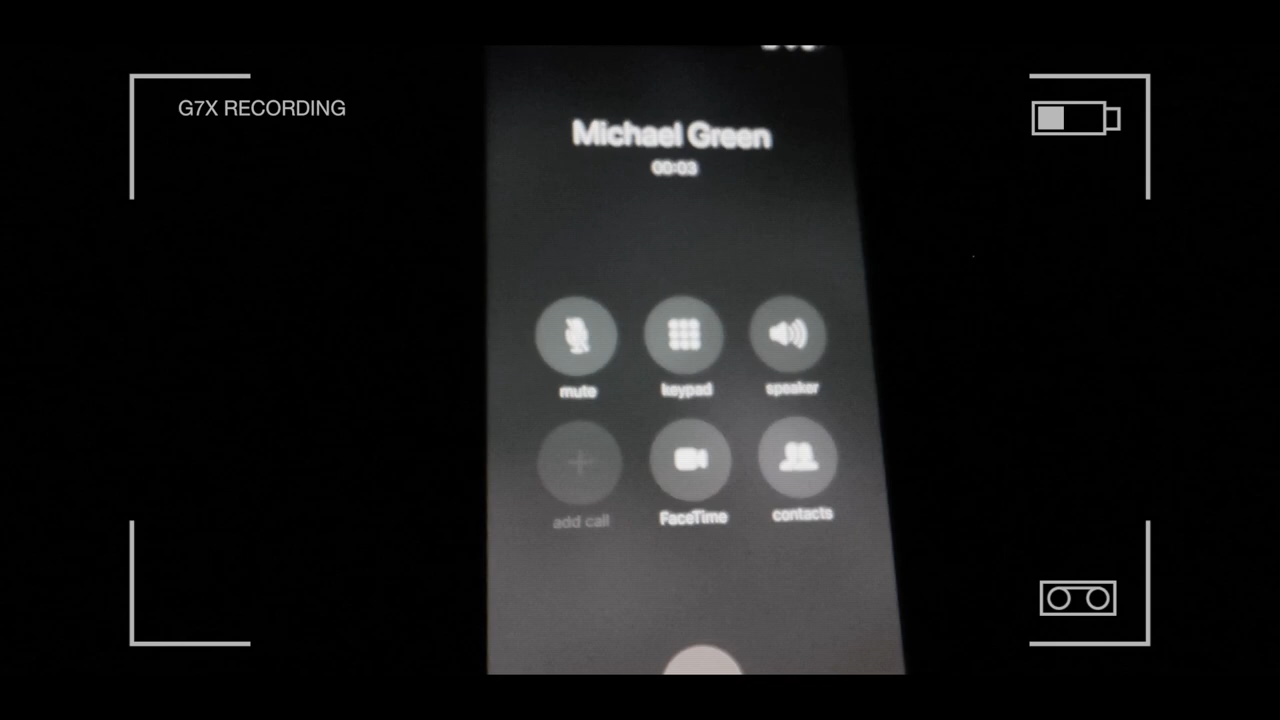 G7X RECORDING
Michael Green
00:03
mute
keypad
speaker
add call
FaceTime
contacts